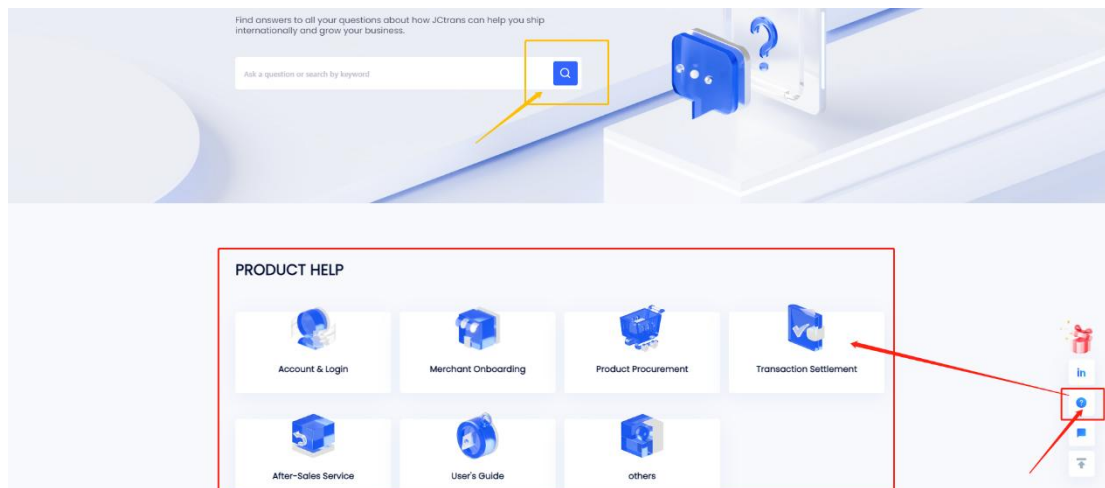 Find answers to all your questions about how JCtrans can help you ship
internationally and grow your business.
Ask a question or search by keyword
PRODUCT HELP
Account & Login
Merchant Onboarding
Product Procurement
Transaction Settlement
in
After-Sales Service
User's Guide
others